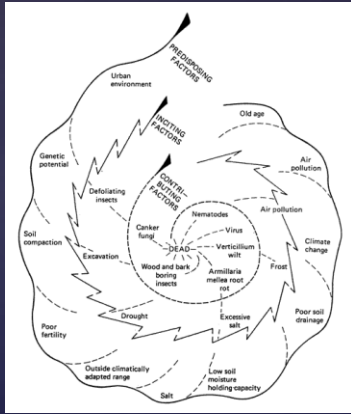 PREDISPOSING
FACTORS
Urban
environment
INCITING
FACTORS
Old age
CONTRI-
BUTING
FACTORS
Genetic
potential
Air
pollution
Defoliating
insects
Nematodes
Air pollution
Virus
Canker
fungi
Soil
compaction
DEAD
Verticillium
wilt
Climate
change
Excavation
Wood and bark
boring
insects
Armillaria
mellea root
rot
Frost
Poor soil
drainage
Drought
Excessive
salt
Poor
fertility
Outside climatically
adapted range
Salt
Low soil
moisture
holding capacity